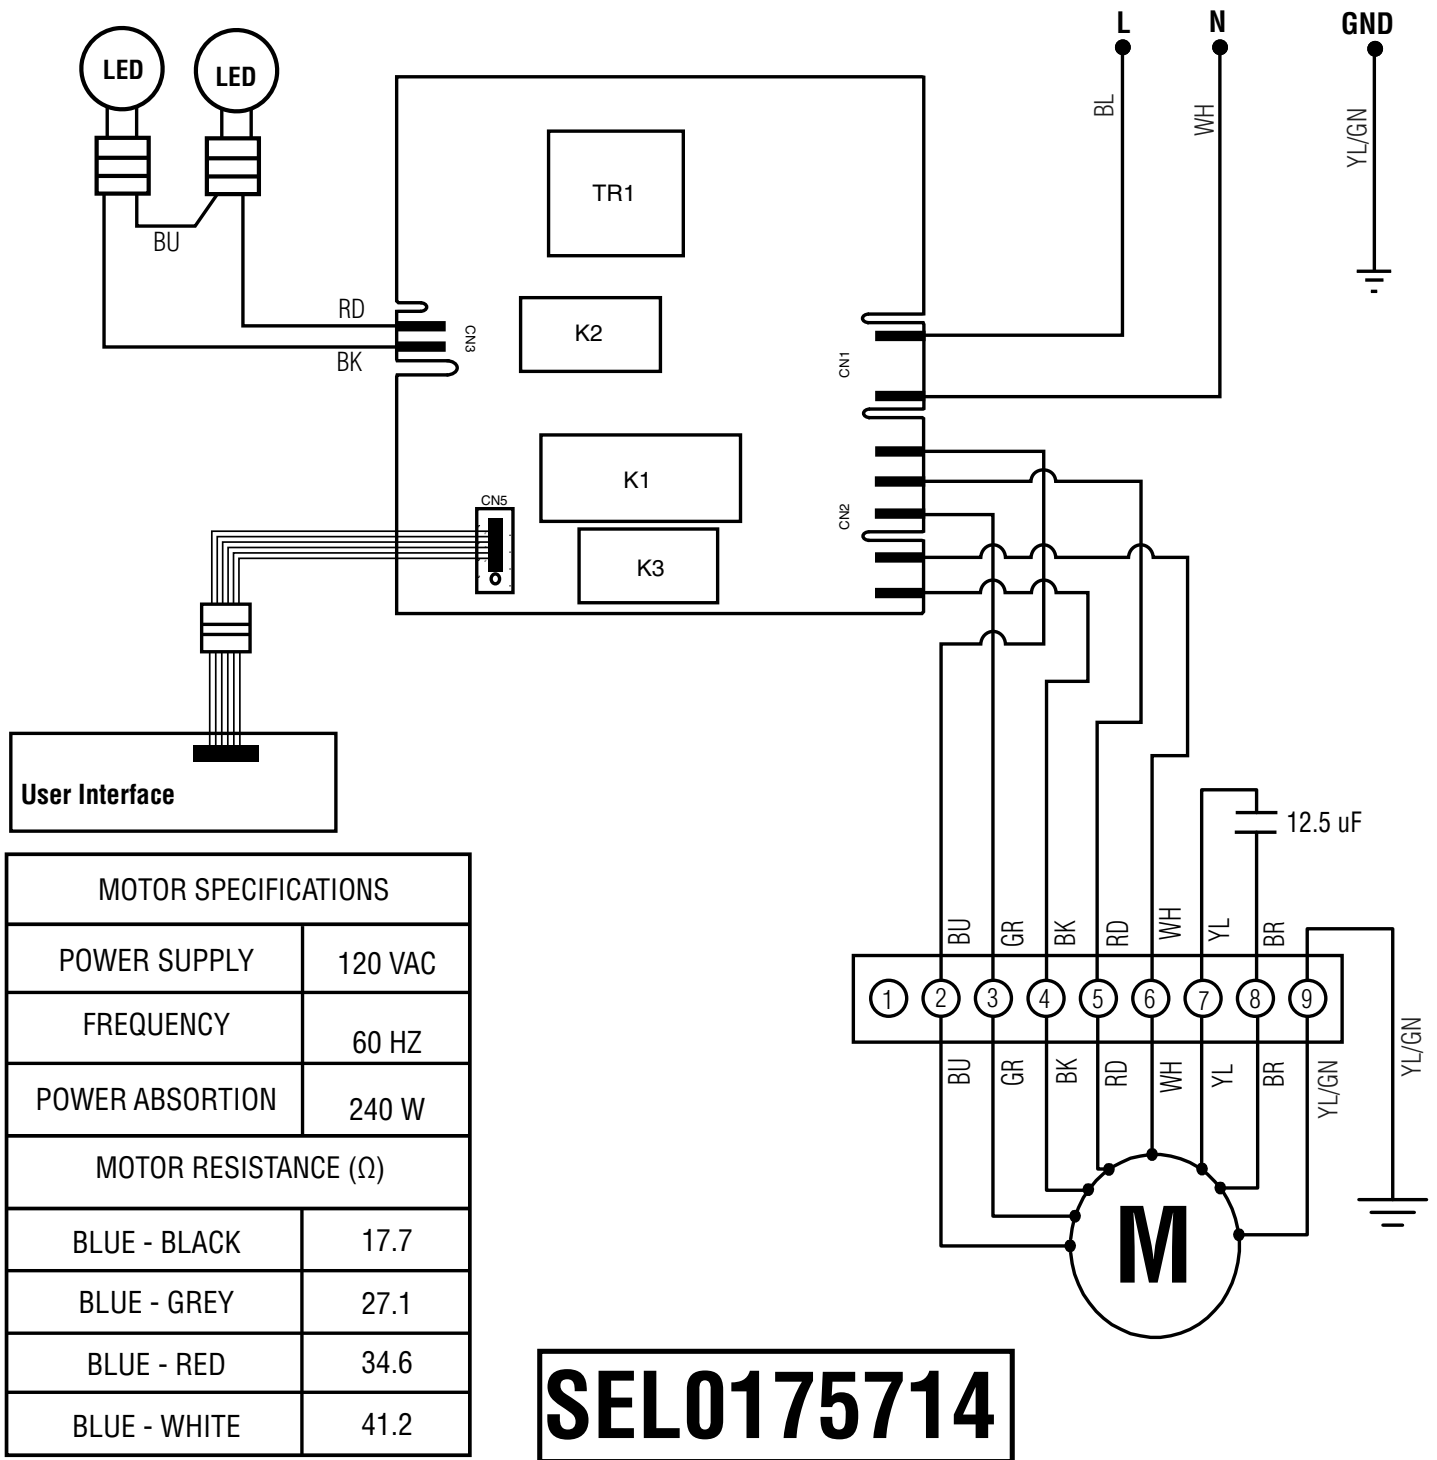 LED
LED
L
N
GND
BL
WH
YL/GN
TR1
BU
RD
BK
CN3
K2
CN1
K1
CN2
CN5
K3
User Interface
12.5 uF
BU
GR
BK
RD
WH
YL
BR
1
2
3
4
5
6
7
8
9
BU
GR
BK
RD
WH
YL
BR
YL/GN
YL/GN
M
MOTOR SPECIFICATIONS
POWER SUPPLY 120 VAC
FREQUENCY 60 HZ
POWER ABSORTION 240 W
MOTOR RESISTANCE (Ω)
BLUE - BLACK 17.7
BLUE - GREY 27.1
BLUE - RED 34.6
BLUE - WHITE 41.2
SEL0175714